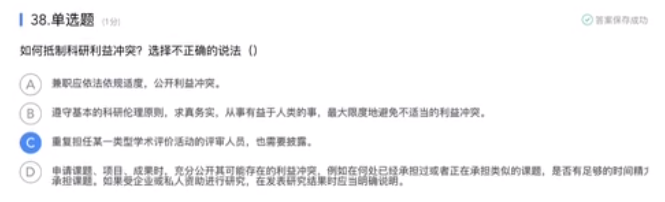 38.单选题 (1分)
答案保存成功
如何抵制科研利益冲突？选择不正确的说法（）
A 兼职应依法依规适度，公开利益冲突。
B 遵守基本的科研伦理原则，求真务实，从事有益于人类的事，最大限度地避免不适当的利益冲突。
C 重复担任某一类型学术评价活动的评审人员，也需要披露。
D 申请课题、项目、成果时，充分公开其可能存在的利益冲突，例如在何处已经承担过或者正在承担类似的课题，是否有足够的时间精力
承担课题。如果受企业或私人资助进行研究，在发表研究结果时应当明确说明。